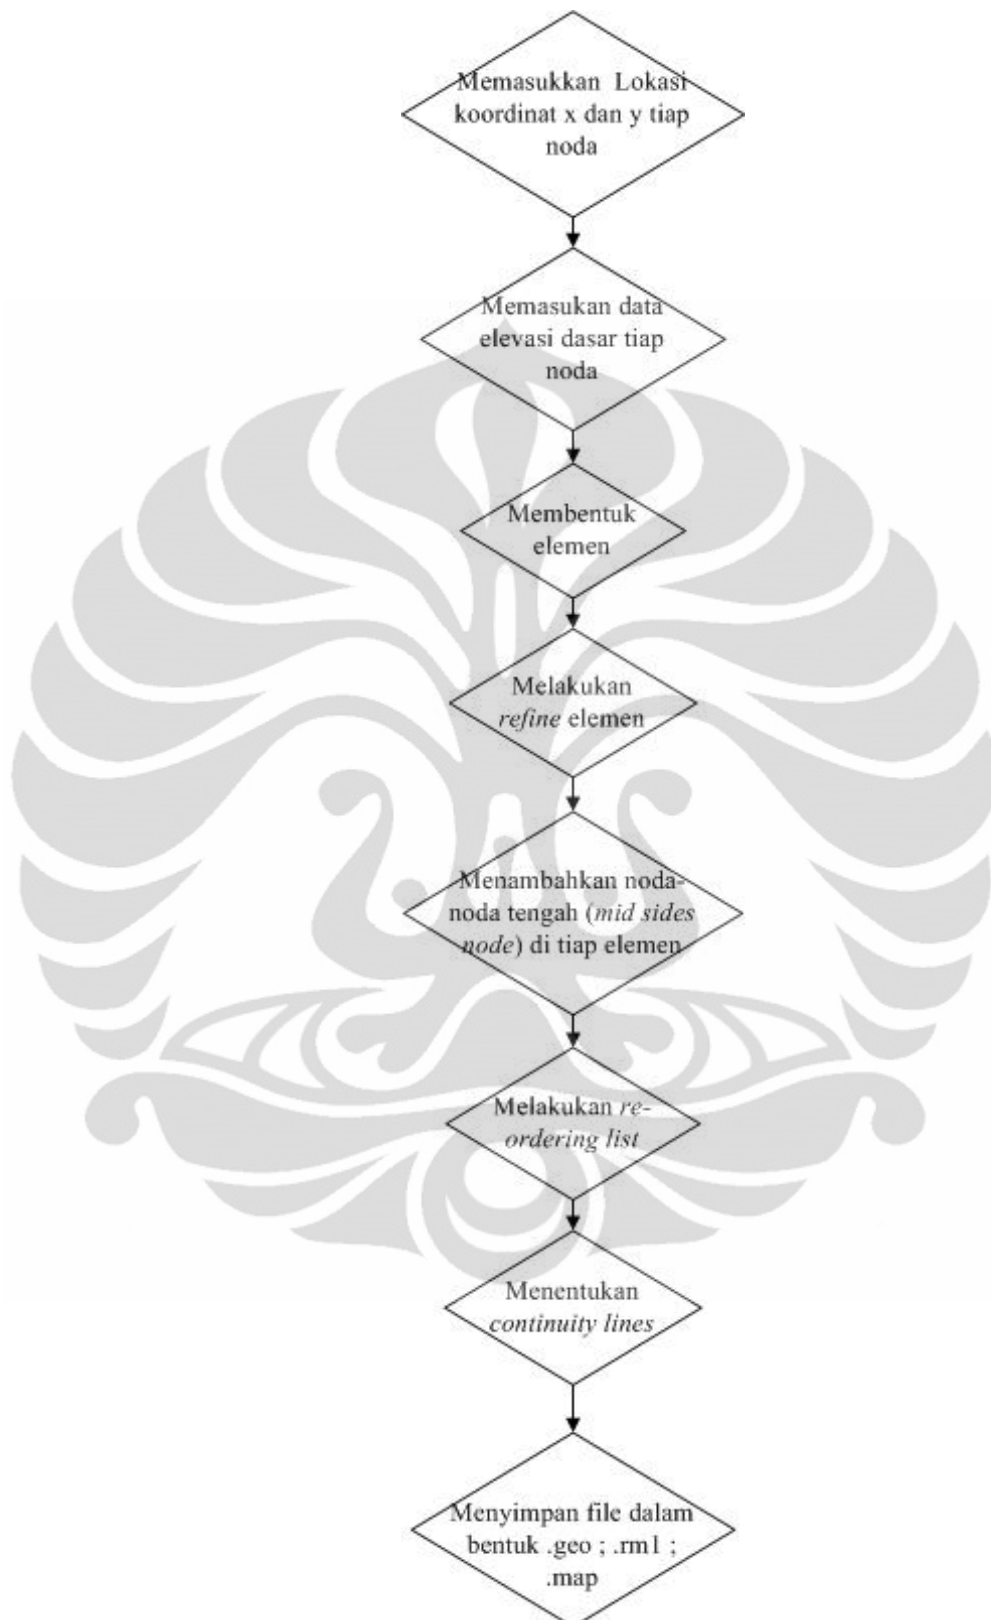 Memasukkan Lokasi
koordinat x dan y tiap
noda
Memasukan data
elevasi dasar tiap
noda
Membentuk
elemen
Melakukan
refine elemen
Menambahkan noda-
noda tengah (mid sides
node) di tiap elemen
Melakukan re-
ordering list
Menentukan
continuity lines
Menyimpan file dalam
bentuk .geo ; .rm1 ;
.map